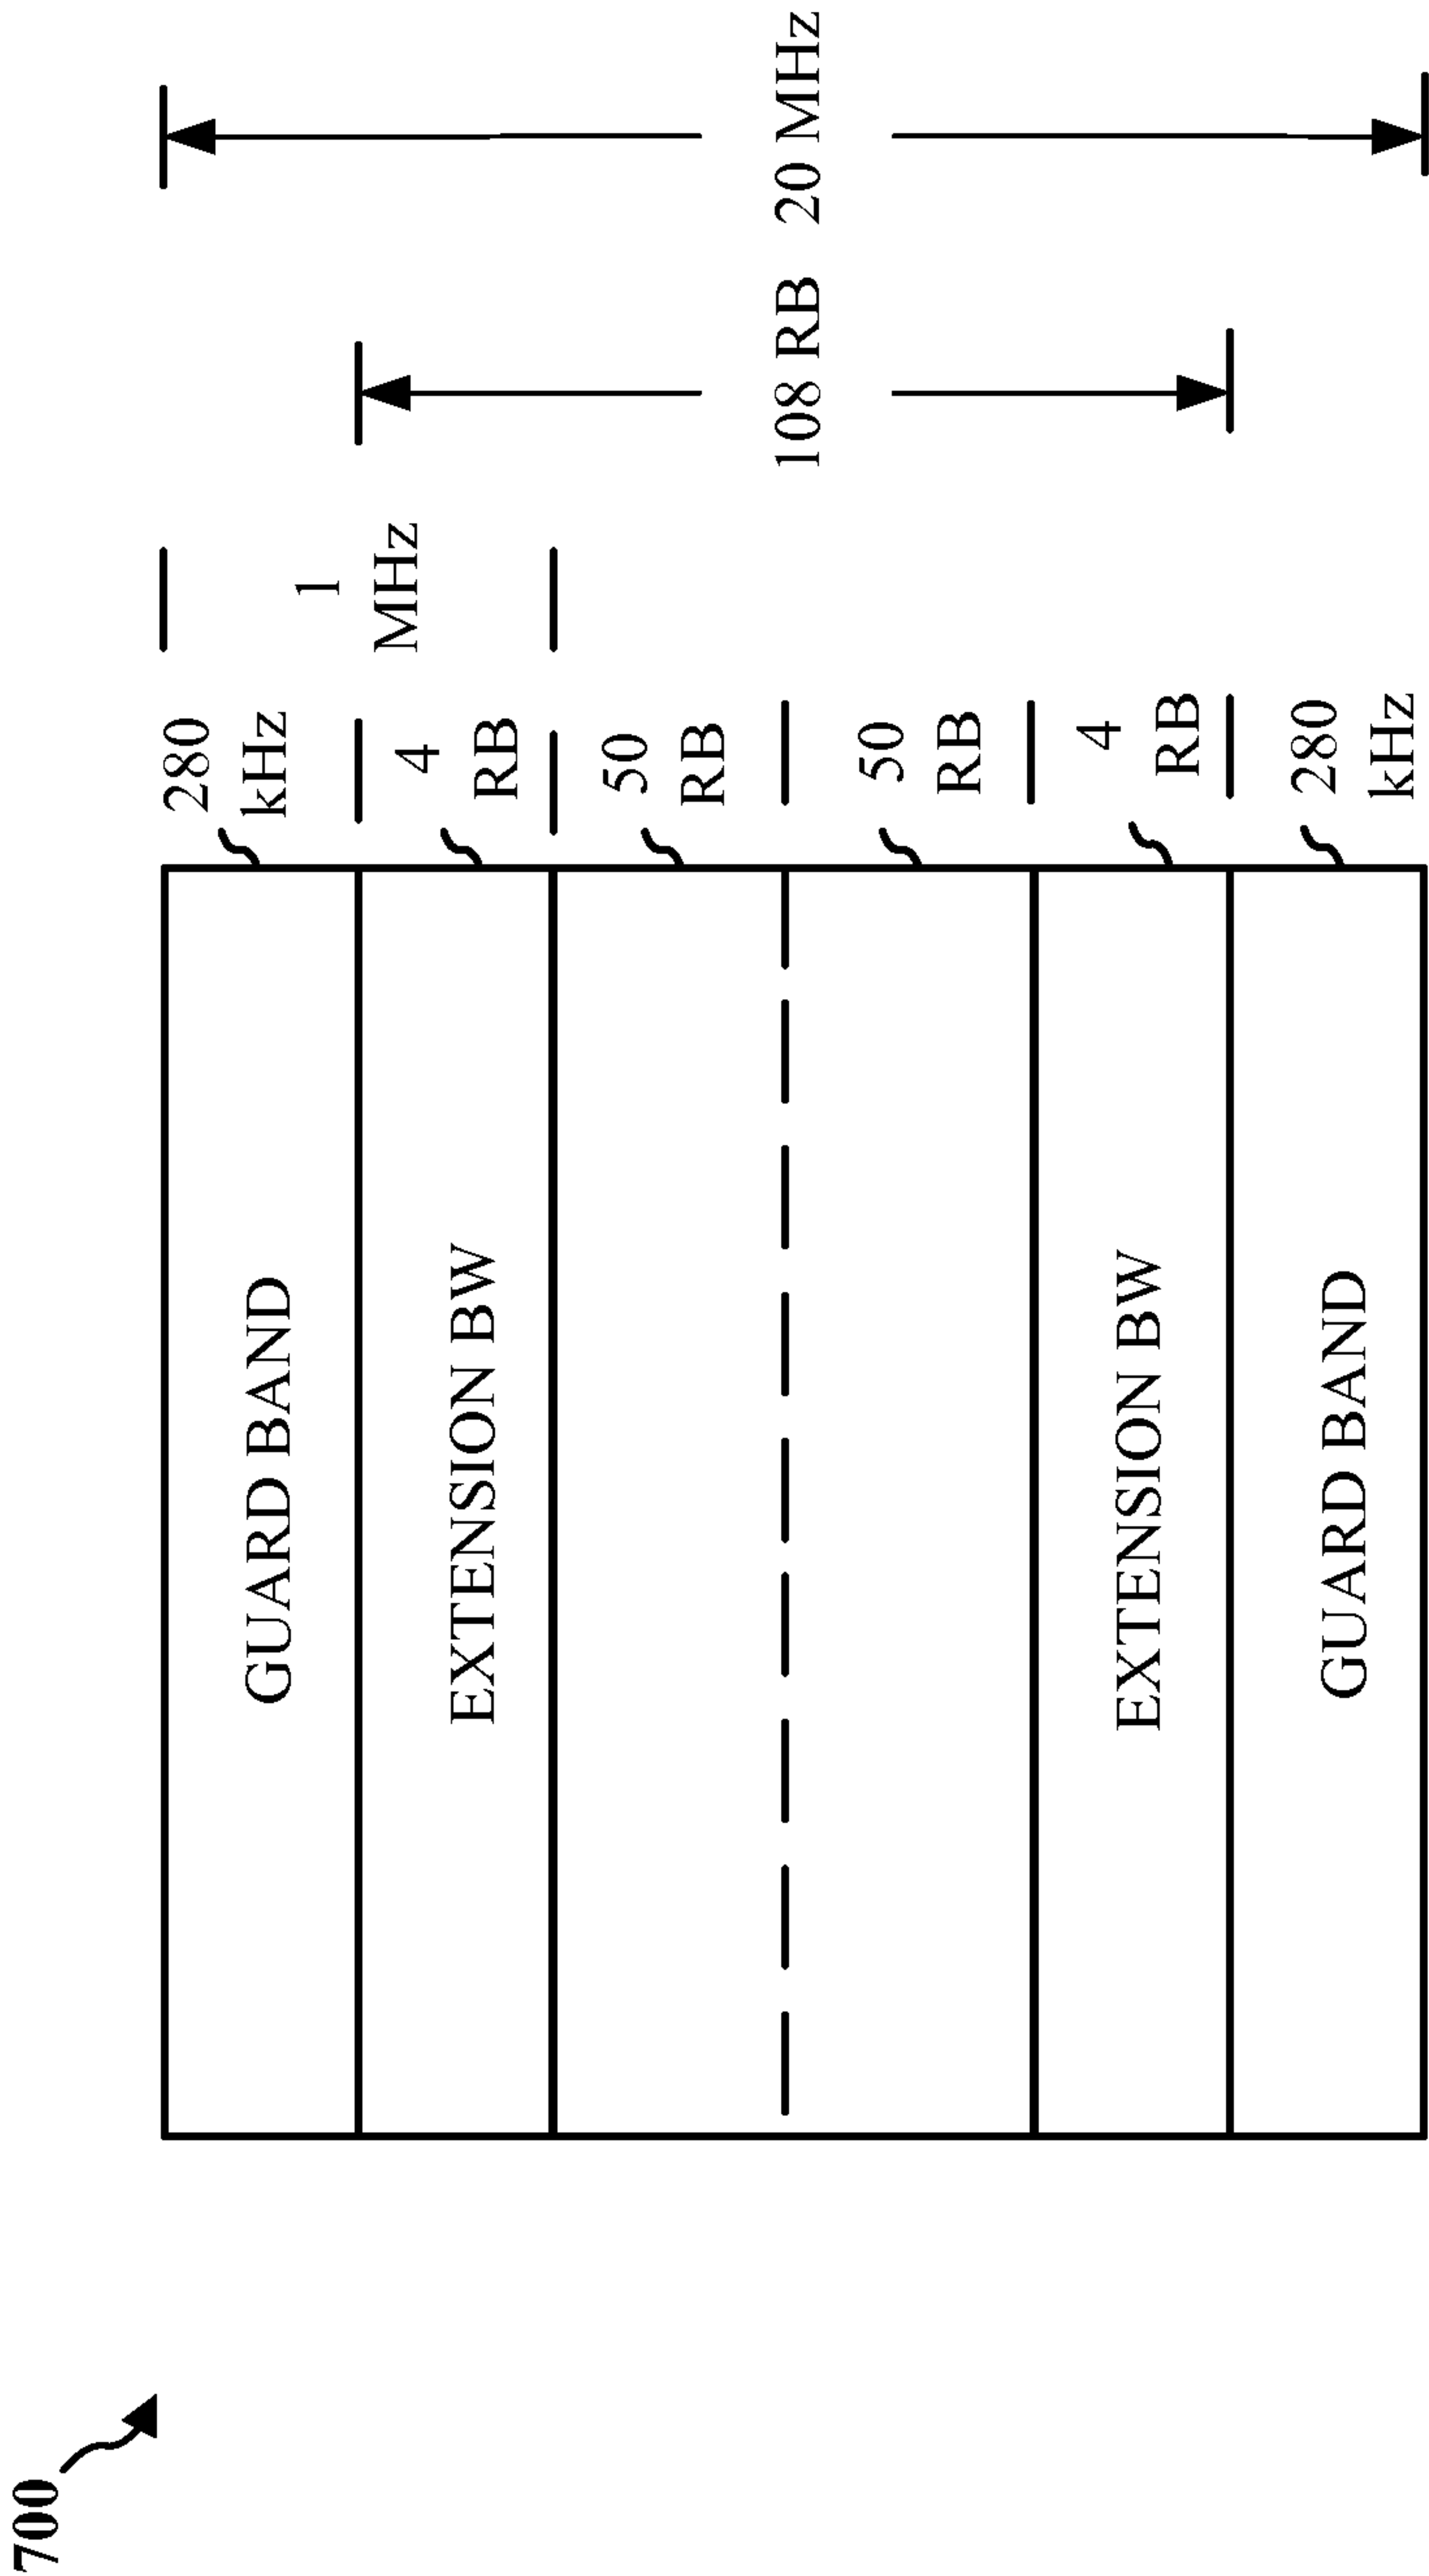 700
GUARD BAND
280
kHz
1
MHz
EXTENSION BW
4
RB
50
RB
108 RB
20 MHz
50
RB
EXTENSION BW
4
RB
GUARD BAND
280
kHz